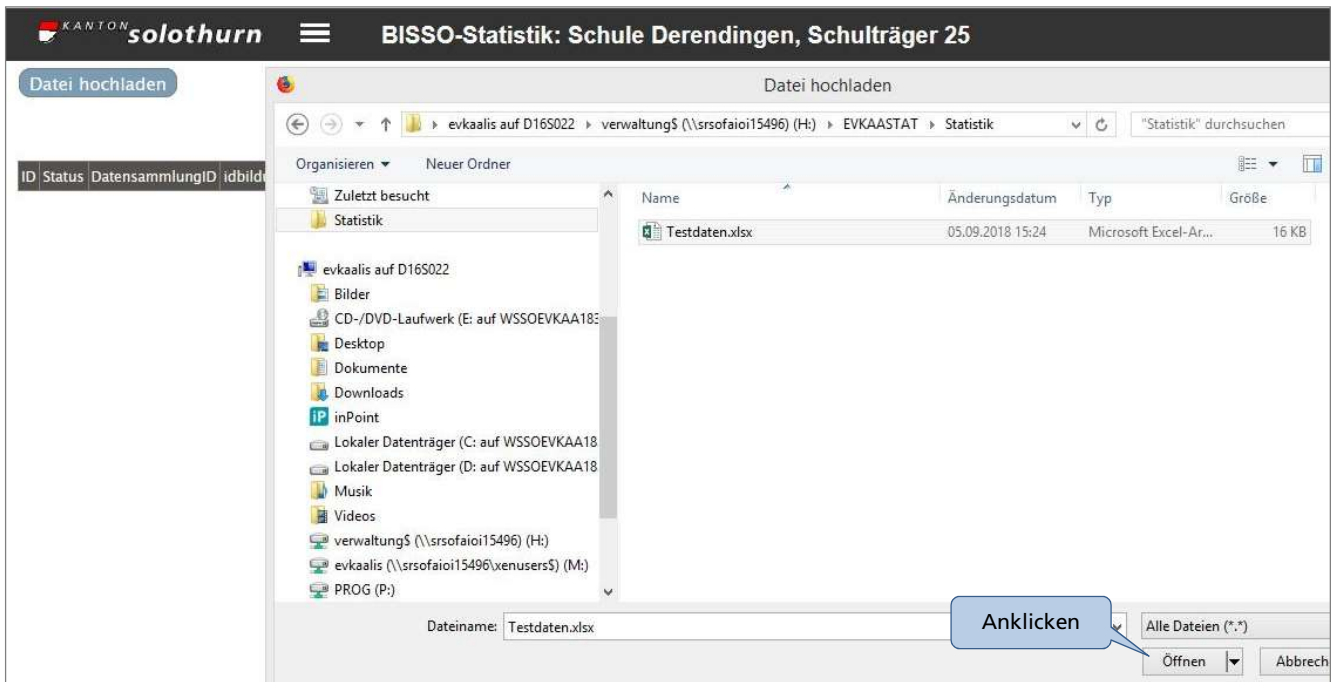 KANTON solothurn BISSO-Statistik: Schule Derendingen, Schulträger 25
Datei hochladen
Datei hochladen
evkaalis auf D16S022 verwaltung$ (\\srsofaioi15496) (H:) EVKAASTAT Statistik "Statistik" durchsuchen
Organisieren Neuer Ordner
ID Status DatensammlungID idbild
Name Änderungsdatum Typ Größe
Testdaten.xlsx 05.09.2018 15:24 Microsoft Excel-Ar... 16 KB
Zuletzt besucht
Statistik
evkaalis auf D16S022
Bilder
CD-/DVD-Laufwerk (E: auf WSSOEVKAA183
Desktop
Dokumente
Downloads
iP inPoint
Lokaler Datenträger (C: auf WSSOEVKAA18
Lokaler Datenträger (D: auf WSSOEVKAA18
Musik
Videos
verwaltung$ (\\srsofaioi15496) (H:)
evkaalis (\\srsofaioi15496\xenusers$) (M:)
PROG (P:)
Dateiname: Testdaten.xlsx Alle Dateien (*.*)
Anklicken
Öffnen Abbrech